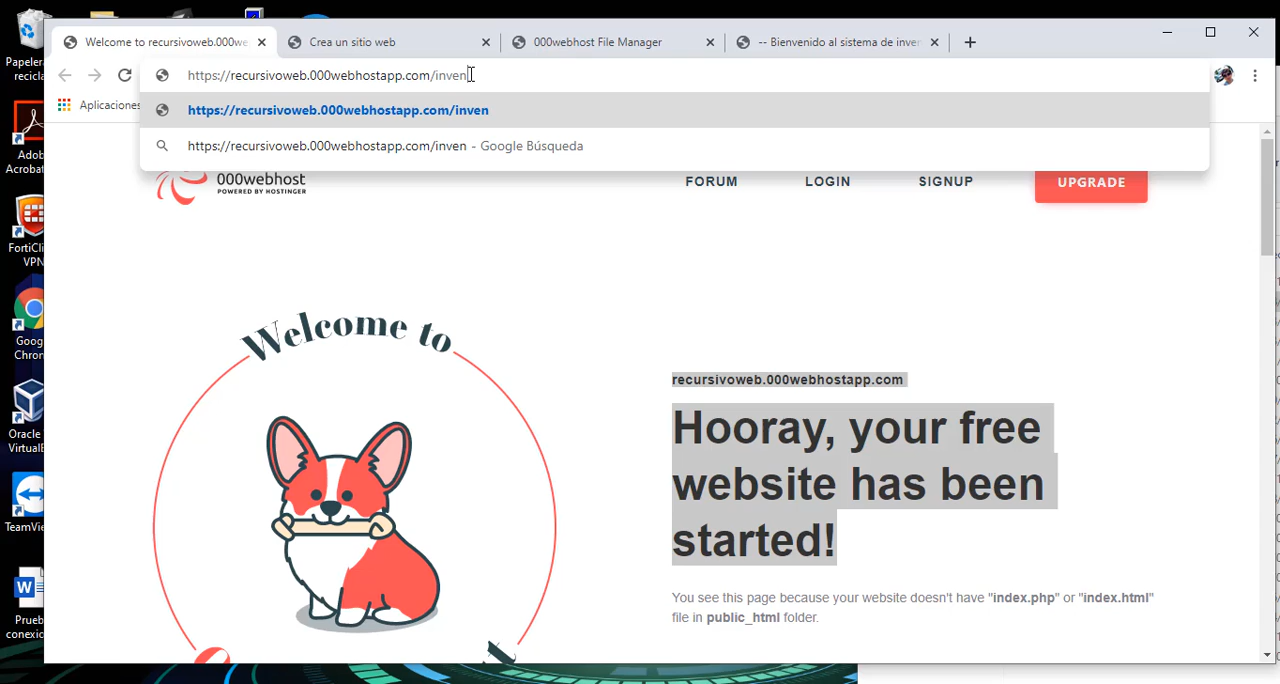 Welcome to recursivoweb.000we
Crea un sitio web
000webhost File Manager
-- Bienvenido al sistema de inven
https://recursivoweb.000webhostapp.com/inven
Aplicaciones
https://recursivoweb.000webhostapp.com/inven
https://recursivoweb.000webhostapp.com/inven - Google Búsqueda
000webhost
POWERED BY HOSTINGER
FORUM
LOGIN
SIGNUP
UPGRADE
Welcome to
recursivoweb.000webhostapp.com
Hooray, your free
website has been
started!
You see this page because your website doesn't have "index.php" or "index.html"
file in public_html folder.
Papeler
recicla
Adob
Acrobat
FortiCli
VPN
Goog
Chron
Oracle
VirtualB
TeamVie
Prueb
conexio